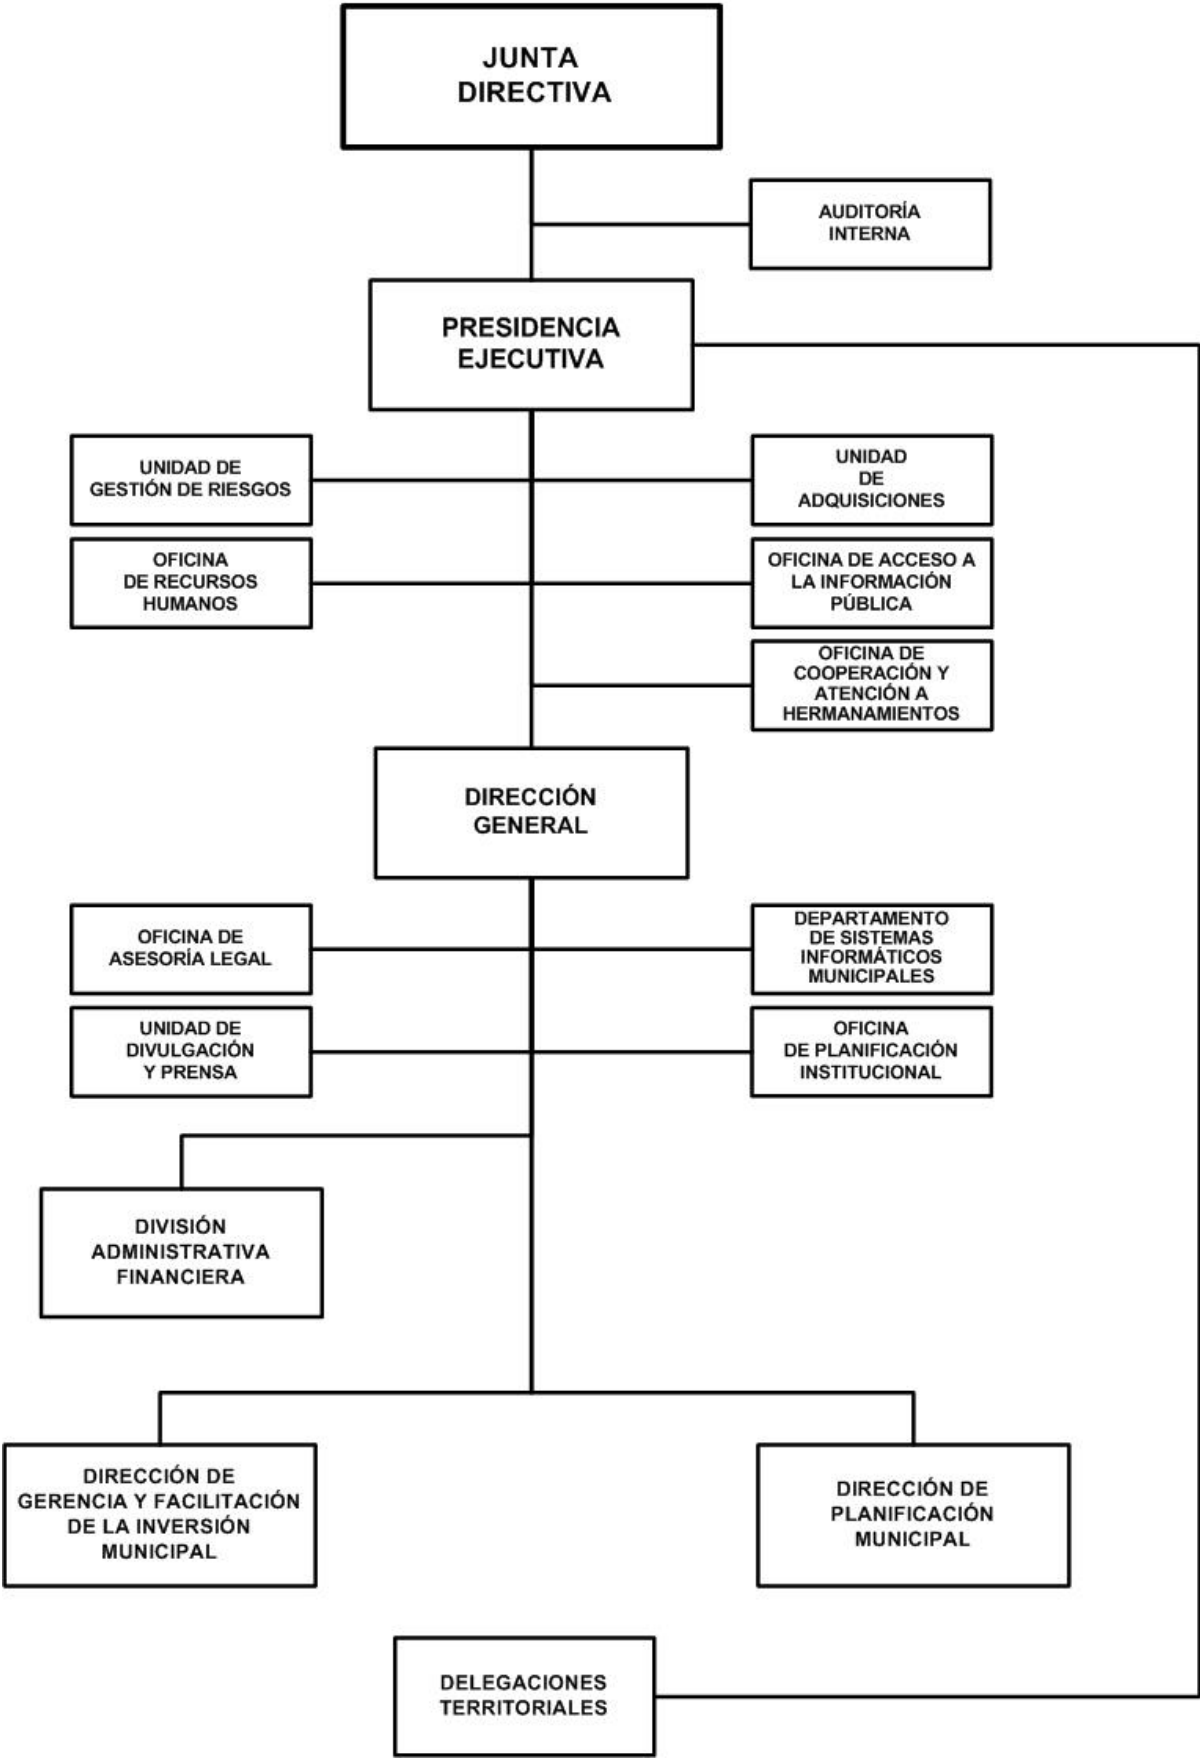 JUNTA
DIRECTIVA
AUDITORÍA
INTERNA
PRESIDENCIA
EJECUTIVA
UNIDAD DE
GESTIÓN DE RIESGOS
UNIDAD
DE
ADQUISICIONES
OFICINA
DE RECURSOS
HUMANOS
OFICINA DE ACCESO A
LA INFORMACIÓN
PÚBLICA
OFICINA DE
COOPERACIÓN Y
ATENCIÓN A
HERMANAMIENTOS
DIRECCIÓN
GENERAL
OFICINA DE
ASESORÍA LEGAL
DEPARTAMENTO
DE SISTEMAS
INFORMÁTICOS
MUNICIPALES
UNIDAD DE
DIVULGACIÓN
Y PRENSA
OFICINA
DE PLANIFICACIÓN
INSTITUCIONAL
DIVISIÓN
ADMINISTRATIVA
FINANCIERA
DIRECCIÓN DE
GERENCIA Y FACILITACIÓN
DE LA INVERSIÓN
MUNICIPAL
DIRECCIÓN DE
PLANIFICACIÓN
MUNICIPAL
DELEGACIONES
TERRITORIALES